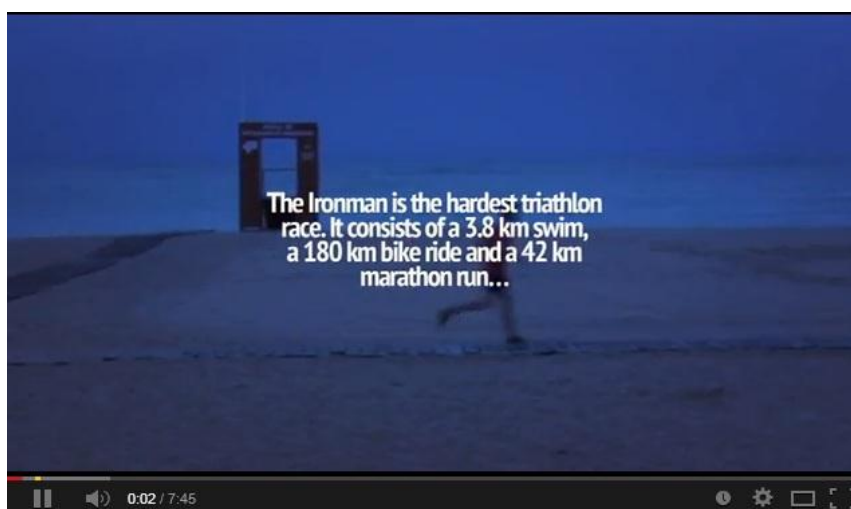 The Ironman is the hardest triathlon
race. It consists of a 3.8 km swim,
a 180 km bike ride and a 42 km
marathon run...
0:02 / 7:45